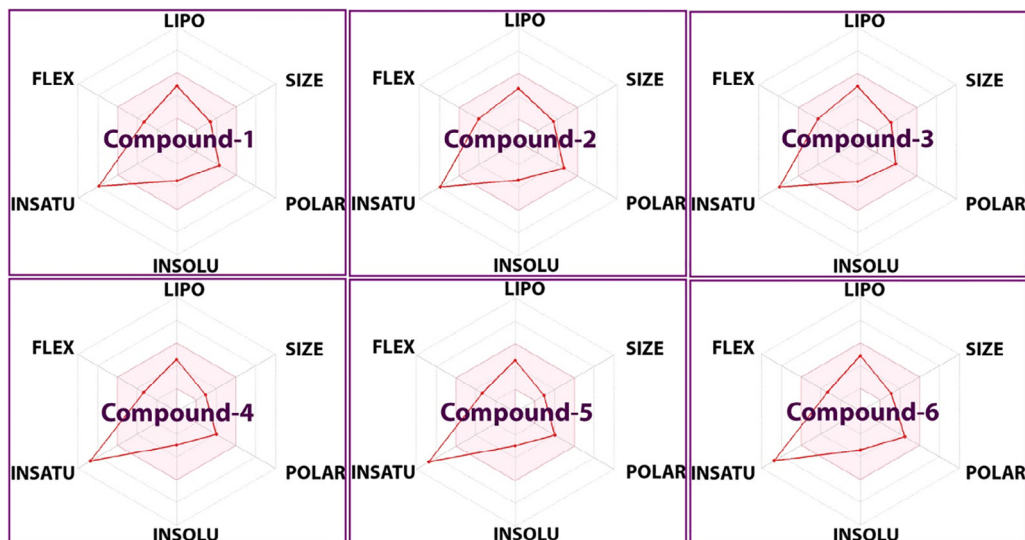 LIPO
FLEX SIZE
Compound-1
INSATU POLAR
INSOLU
LIPO
FLEX SIZE
Compound-2
INSATU POLAR
INSOLU
LIPO
FLEX SIZE
Compound-3
INSATU POLAR
INSOLU
LIPO
FLEX SIZE
Compound-4
INSATU POLAR
INSOLU
LIPO
FLEX SIZE
Compound-5
INSATU POLAR
INSOLU
LIPO
FLEX SIZE
Compound-6
INSATU POLAR
INSOLU